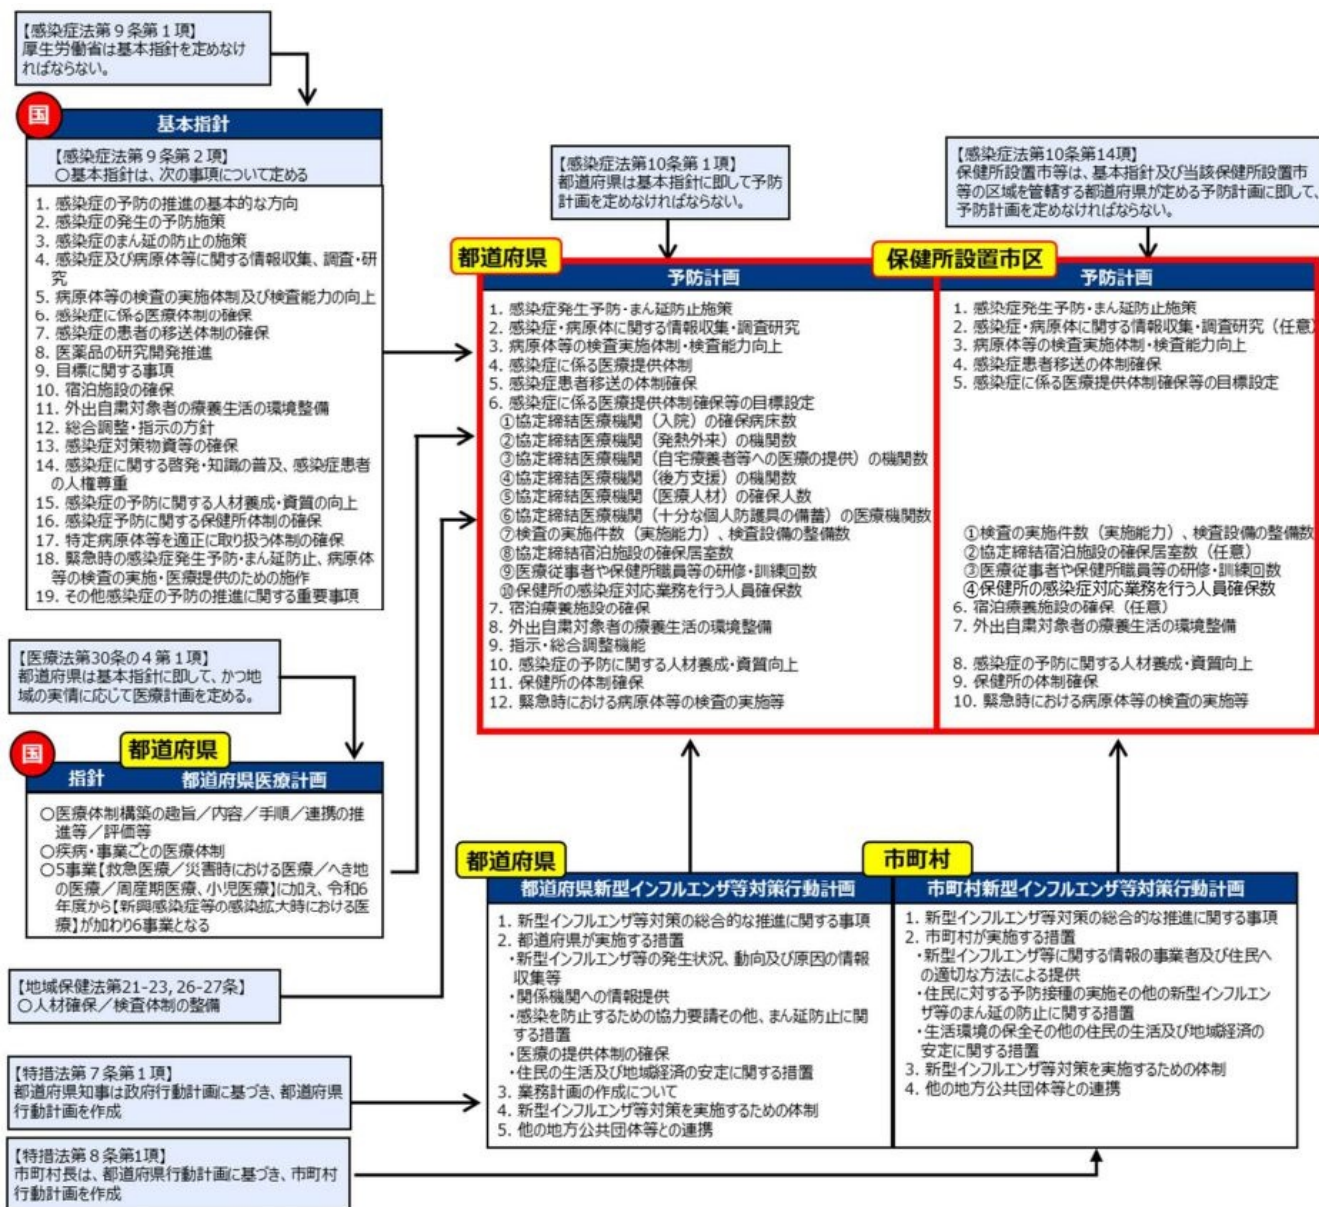 【感染症法第９条第１項】
厚生労働省は基本指針を定めなけ
ればならない。
国
基本指針
【感染症法第９条第２項】
○基本指針は、次の事項について定める
1. 感染症の予防の推進の基本的な方向
2. 感染症の発生の予防施策
3. 感染症のまん延の防止の施策
4. 感染症及び病原体等に関する情報収集、調査・研
究
5. 病原体等の検査の実施体制及び検査能力の向上
6. 感染症に係る医療体制の確保
7. 感染症の患者の移送体制の確保
8. 医薬品の研究開発推進
9. 目標に関する事項
10. 宿泊施設の確保
11. 外出自粛対象者の療養生活の環境整備
12. 総合調整・指示の方針
13. 感染症対策物資等の確保
14. 感染症に関する啓発・知識の普及、感染症患者
の人権尊重
15. 感染症の予防に関する人材養成・資質の向上
16. 感染症予防に関する保健所体制の確保
17. 特定病原体等を適正に取り扱う体制の確保
18. 緊急時の感染症発生予防・まん延防止、病原体
等の検査の実施・医療提供のための施作
19. その他感染症の予防の推進に関する重要事項
【医療法第30条の４第１項】
都道府県は基本指針に即して、かつ地
域の実情に応じて医療計画を定める。
国
都道府県
指針 都道府県医療計画
○医療体制構築の趣旨／内容／手順／連携の推
進等／評価等
○疾病・事業ごとの医療体制
○5事業【救急医療／災害時における医療／へき地
の医療／周産期医療、小児医療】に加え、令和6
年度から【新興感染症等の感染拡大時における医
療】が加わり6事業となる
【地域保健法第21-23, 26-27条】
○人材確保／検査体制の整備
【特措法第７条第１項】
都道府県知事は政府行動計画に基づき、都道府県
行動計画を作成
【特措法第８条第1項】
市町村長は、都道府県行動計画に基づき、市町村
行動計画を作成
【感染症法第10条第１項】
都道府県は基本指針に即して予防
計画を定めなければならない。
都道府県
予防計画
1. 感染症発生予防・まん延防止施策
2. 感染症・病原体に関する情報収集・調査研究
3. 病原体等の検査実施体制・検査能力向上
4. 感染症に係る医療提供体制
5. 感染症患者移送の体制確保
6. 感染症に係る医療提供体制確保等の目標設定
①協定締結医療機関（入院）の確保病床数
②協定締結医療機関（発熱外来）の機関数
③協定締結医療機関（自宅療養者等への医療の提供）の機関数
④協定締結医療機関（後方支援）の機関数
⑤協定締結医療機関（医療人材）の確保人数
⑥協定締結医療機関（十分な個人防護具の備蓄）の医療機関数
⑦検査の実施件数（実施能力）、検査設備の整備数
⑧協定締結宿泊施設の確保居室数
⑨医療従事者や保健所職員等の研修・訓練回数
⑩保健所の感染症対応業務を行う人員確保数
7. 宿泊療養施設の確保
8. 外出自粛対象者の療養生活の環境整備
9. 指示・総合調整機能
10. 感染症の予防に関する人材養成・資質向上
11. 保健所の体制確保
12. 緊急時における病原体等の検査の実施等
【感染症法第10条第14項】
保健所設置市等は、基本指針及び当該保健所設置市
等の区域を管轄する都道府県が定める予防計画に即して、
予防計画を定めなければならない。
保健所設置市区
予防計画
1. 感染症発生予防・まん延防止施策
2. 感染症・病原体に関する情報収集・調査研究（任意）
3. 病原体等の検査実施体制・検査能力向上
4. 感染症患者移送の体制確保
5. 感染症に係る医療提供体制確保等の目標設定
①検査の実施件数（実施能力）、検査設備の整備数
②協定締結宿泊施設の確保居室数（任意）
③医療従事者や保健所職員等の研修・訓練回数
④保健所の感染症対応業務を行う人員確保数
6. 宿泊療養施設の確保（任意）
7. 外出自粛対象者の療養生活の環境整備
8. 感染症の予防に関する人材養成・資質向上
9. 保健所の体制確保
10. 緊急時における病原体等の検査の実施等
都道府県
都道府県新型インフルエンザ等対策行動計画
1. 新型インフルエンザ等対策の総合的な推進に関する事項
2. 都道府県が実施する措置
・新型インフルエンザ等の発生状況、動向及び原因の情報
収集等
・関係機関への情報提供
・感染を防止するための協力要請その他、まん延防止に関
する措置
・医療の提供体制の確保
・住民の生活及び地域経済の安定に関する措置
3. 業務計画の作成について
4. 新型インフルエンザ等対策を実施するための体制
5. 他の地方公共団体等との連携
市町村
市町村新型インフルエンザ等対策行動計画
1. 新型インフルエンザ等対策の総合的な推進に関する事項
2. 市町村が実施する措置
・新型インフルエンザ等に関する情報の事業者及び住民へ
の適切な方法による提供
・住民に対する予防接種の実施その他の新型インフルエン
ザ等のまん延の防止に関する措置
・生活環境の保全その他の住民の生活及び地域経済の
安定に関する措置
3. 新型インフルエンザ等対策を実施するための体制
4. 他の地方公共団体等との連携